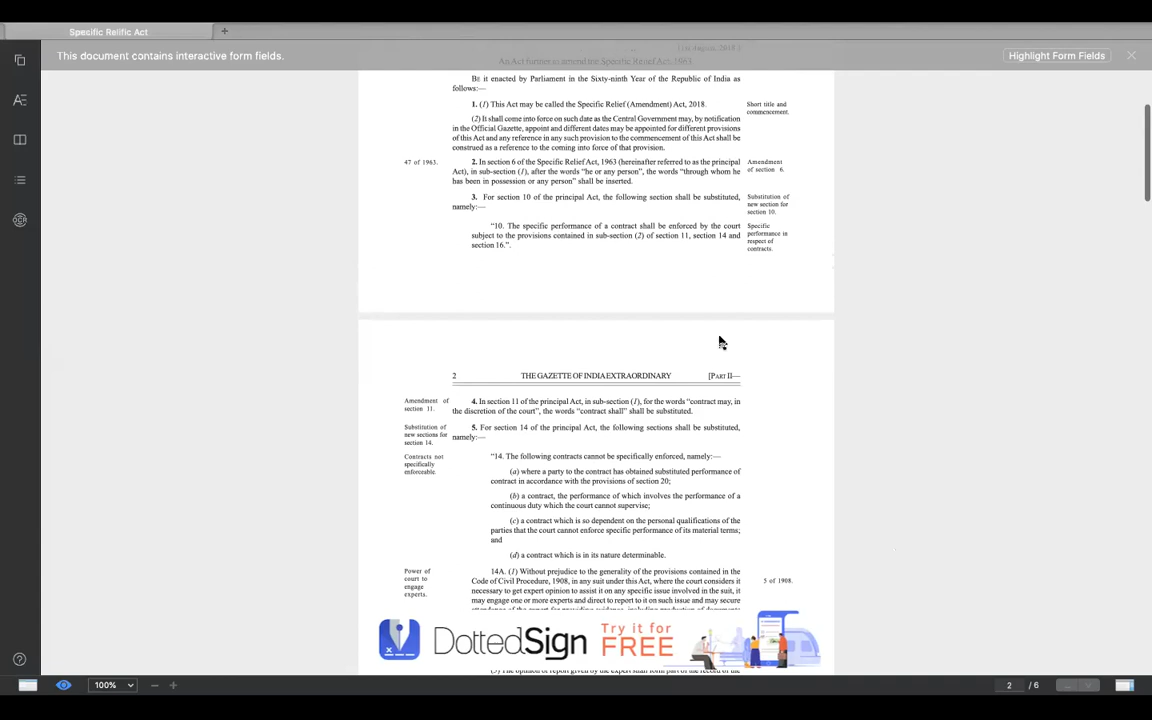 Specific Relific Act
This document contains interactive form fields.
Highlight Form Fields
An Act further to amend the Specific Relief Act, 1963.
BE it enacted by Parliament in the Sixty-ninth Year of the Republic of India as
follows:—
1. (1) This Act may be called the Specific Relief (Amendment) Act, 2018.
Short title and
commencement.
(2) It shall come into force on such date as the Central Government may, by notification
in the Official Gazette, appoint and different dates may be appointed for different provisions
of this Act and any reference in any such provision to the commencement of this Act shall be
construed as a reference to the coming into force of that provision.
47 of 1963.
2. In section 6 of the Specific Relief Act, 1963 (hereinafter referred to as the principal
Act), in sub-section (1), after the words "he or any person", the words "through whom he
has been in possession or any person" shall be inserted.
Amendment
of section 6.
3. For section 10 of the principal Act, the following section shall be substituted,
namely:—
Substitution of
new section for
section 10.
"10. The specific performance of a contract shall be enforced by the court
subject to the provisions contained in sub-section (2) of section 11, section 14 and
section 16.".
Specific
performance in
respect of
contracts.
2
THE GAZETTE OF INDIA EXTRAORDINARY
[PART II—
Amendment of
section 11.
4. In section 11 of the principal Act, in sub-section (1), for the words "contract may, in
the discretion of the court", the words "contract shall" shall be substituted.
Substitution of
new sections for
section 14.
5. For section 14 of the principal Act, the following sections shall be substituted,
namely:—
Contracts not
specifically
enforceable.
"14. The following contracts cannot be specifically enforced, namely:—
(a) where a party to the contract has obtained substituted performance of
contract in accordance with the provisions of section 20;
(b) a contract, the performance of which involves the performance of a
continuous duty which the court cannot supervise;
(c) a contract which is so dependent on the personal qualifications of the
parties that the court cannot enforce specific performance of its material terms;
and
(d) a contract which is in its nature determinable.
Power of
court to
engage
experts.
14A. (1) Without prejudice to the generality of the provisions contained in the
Code of Civil Procedure, 1908, in any suit under this Act, where the court considers it
necessary to get expert opinion to assist it on any specific issue involved in the suit, it
may engage one or more experts and direct to report to it on such issue and may secure
5 of 1908.
DottedSign
Try it for
FREE
100%
2
/ 6